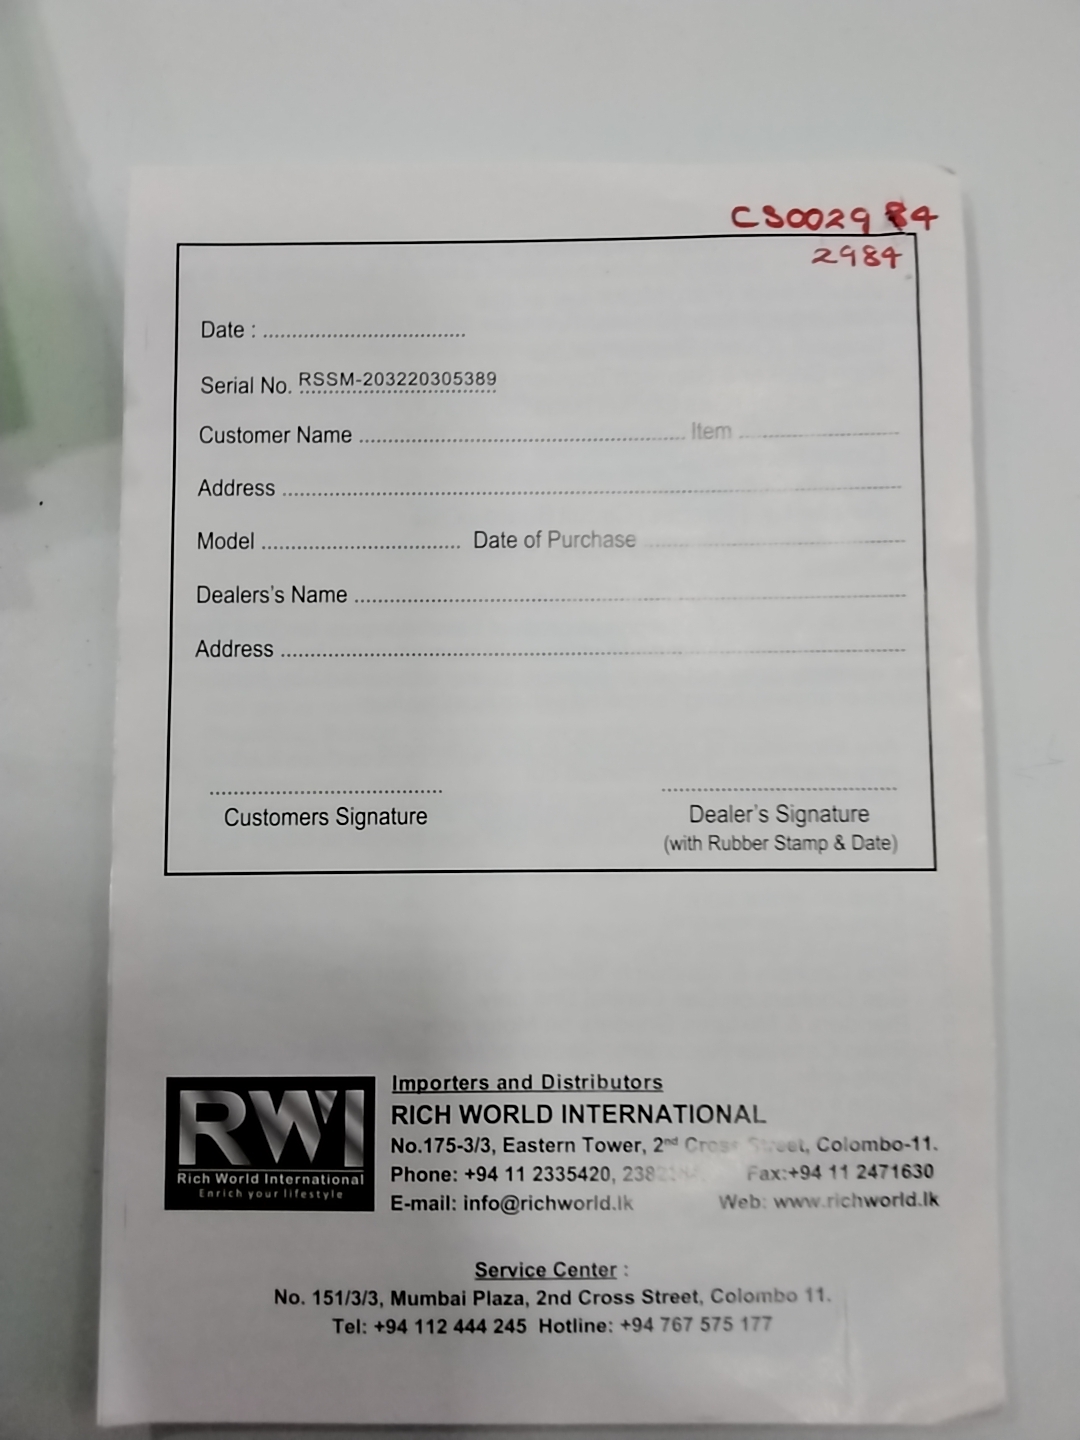 CS002984
2984
Date : ..................................
Serial No. RSSM-203220305389
Customer Name ........................................................ Item ............................
Address ..........................................................................................................
Model .................................. Date of Purchase ............................................
Dealers's Name ..............................................................................................
Address ..........................................................................................................
Customers Signature
Dealer's Signature
(with Rubber Stamp & Date)
RWI
Rich World International
Enrich your lifestyle
Importers and Distributors
RICH WORLD INTERNATIONAL
No.175-3/3, Eastern Tower, 2nd Cross Street, Colombo-11.
Phone: +94 11 2335420, Fax:+94 11 2471630
E-mail: info@richworld.lk Web: www.richworld.lk
Service Center :
No. 151/3/3, Mumbai Plaza, 2nd Cross Street, Colombo 11.
Tel: +94 112 444 245 Hotline: +94 767 575 177